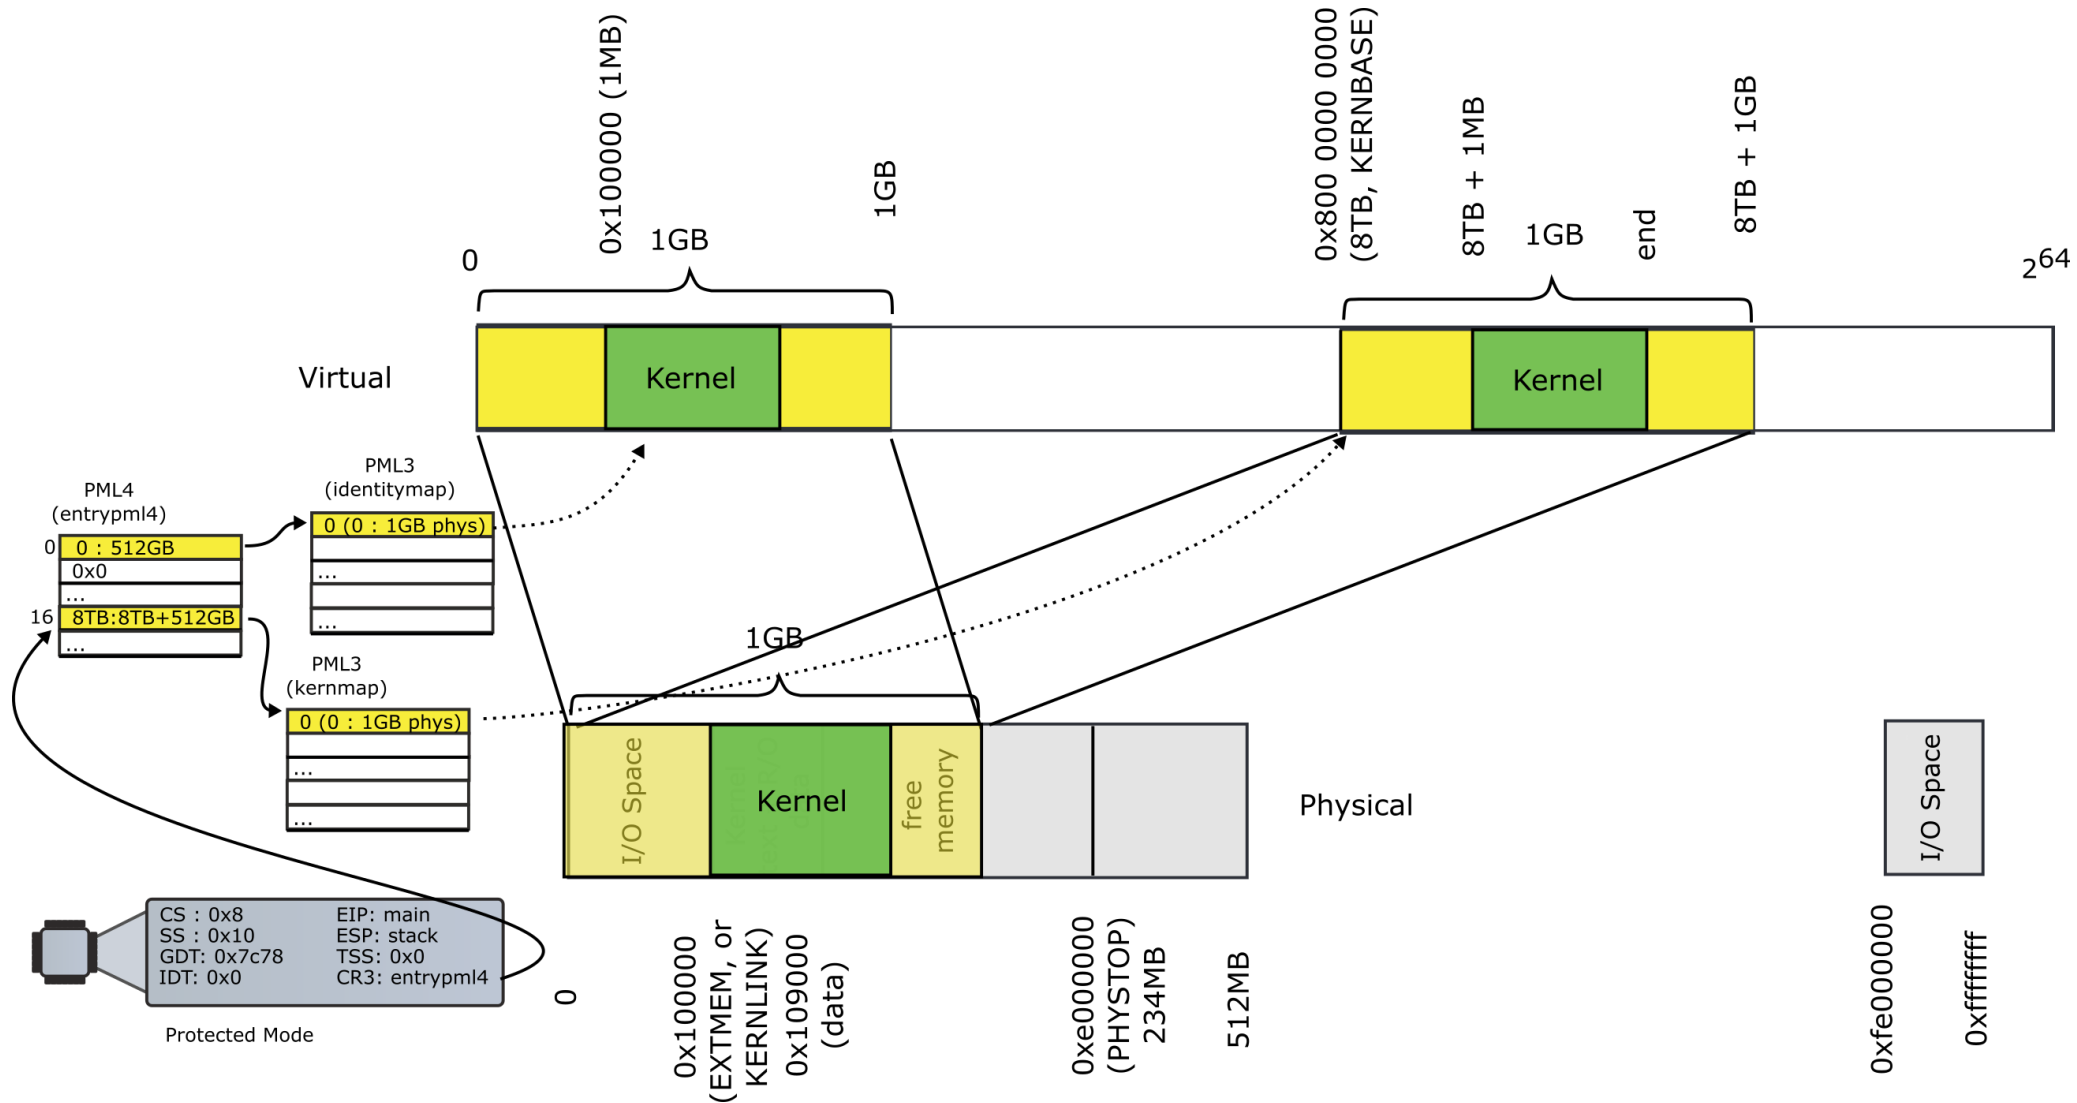 0
0x100000 (1MB)
1GB
1GB
0x800 0000 0000
(8TB, KERNBASE)
8TB + 1MB
1GB
end
8TB + 1GB
2^64
Virtual
Kernel
Kernel
PML4
(entrypml4)
0
0 : 512GB
0x0
...
16
8TB:8TB+512GB
...
PML3
(identitymap)
0 (0 : 1GB phys)
...
...
PML3
(kernmap)
0 (0 : 1GB phys)
...
...
1GB
I/O Space
Kernel
free
memory
Physical
I/O Space
CS : 0x8
SS : 0x10
GDT: 0x7c78
IDT: 0x0
EIP: main
ESP: stack
TSS: 0x0
CR3: entrypml4
Protected Mode
0
0x100000
(EXTMEM, or
KERNLINK)
0x109000
(data)
0xe000000
(PHYSTOP)
234MB
512MB
0xfe000000
0xffffffff